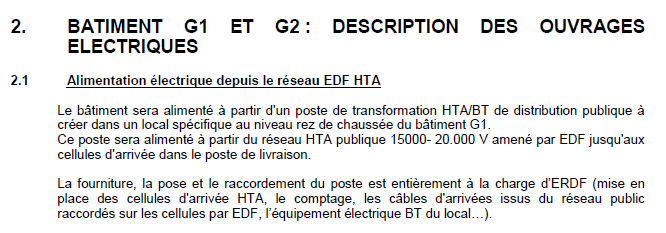 2. BATIMENT G1 ET G2 : DESCRIPTION DES OUVRAGES
ELECTRIQUES
2.1 Alimentation électrique depuis le réseau EDF HTA
Le bâtiment sera alimenté à partir d'un poste de transformation HTA/BT de distribution publique à
créer dans un local spécifique au niveau rez de chaussée du bâtiment G1.
Ce poste sera alimenté à partir du réseau HTA publique 15000- 20.000 V amené par EDF jusqu'aux
cellules d'arrivée dans le poste de livraison.
La fourniture, la pose et le raccordement du poste est entièrement à la charge d'ERDF (mise en
place des cellules d'arrivée HTA, le comptage, les câbles d'arrivées issus du réseau public
raccordés sur les cellules par EDF, l'équipement électrique BT du local…).